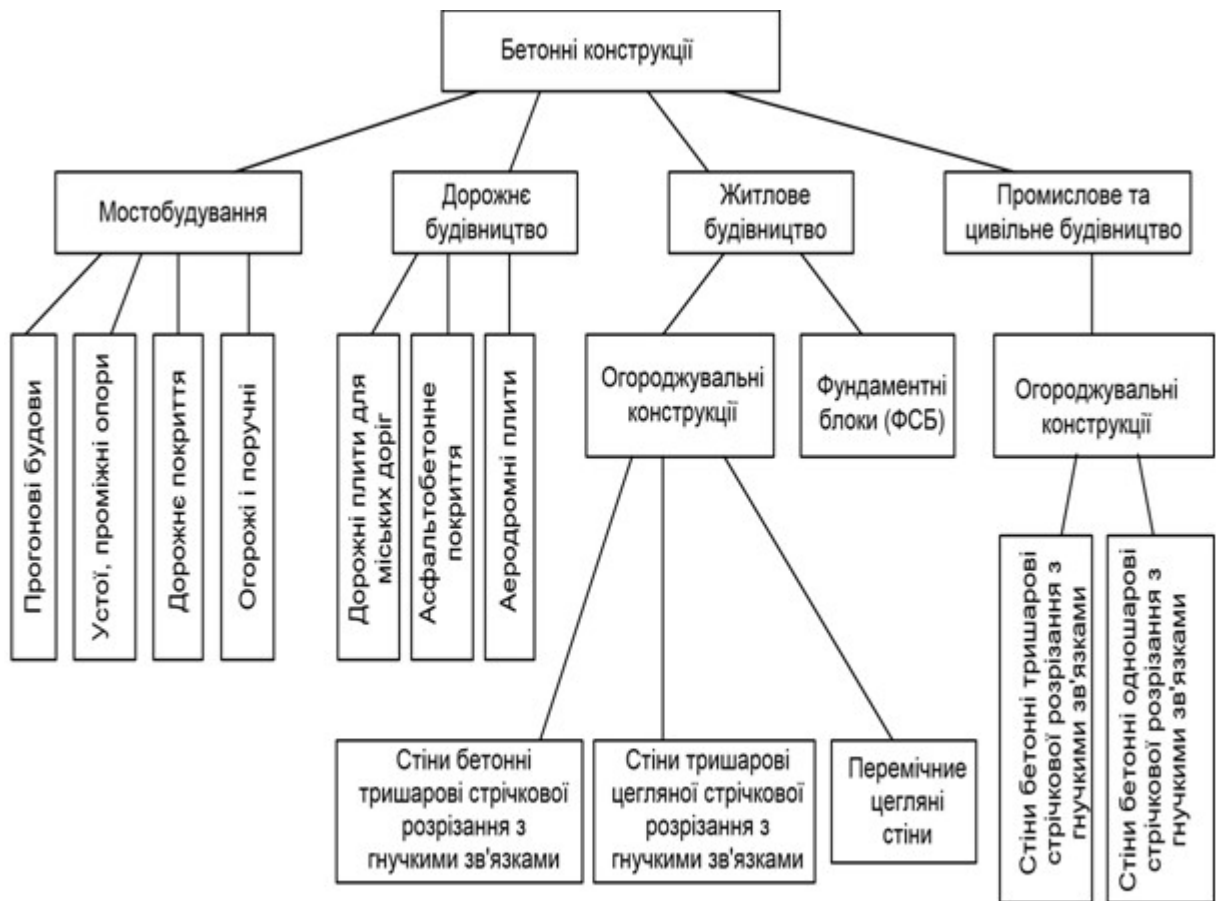 Бетонні конструкції
Мостобудування
Дорожнє
будівництво
Житлове
будівництво
Промислове та
цивільне будівництво
Прогонові будови
Устої, проміжні опори
Дорожнє покриття
Огорожі і поручні
Дорожні плити для
міських доріг
Асфальтобетонне
покриття
Аеродромні плити
Огороджувальні
конструкції
Фундаментні
блоки (ФСБ)
Огороджувальні
конструкції
Стіни бетонні
тришарові стрічкової
розрізання з
гнучкими зв'язками
Стіни тришарові
цегляної стрічкової
розрізання з
гнучкими зв'язками
Перемічние
цегляні
стіни
Стіни бетонні тришарові
стрічкової розрізання з
гнучкими зв'язками
Стіни бетонні одношарові
стрічкової розрізання з
гнучкими зв'язками